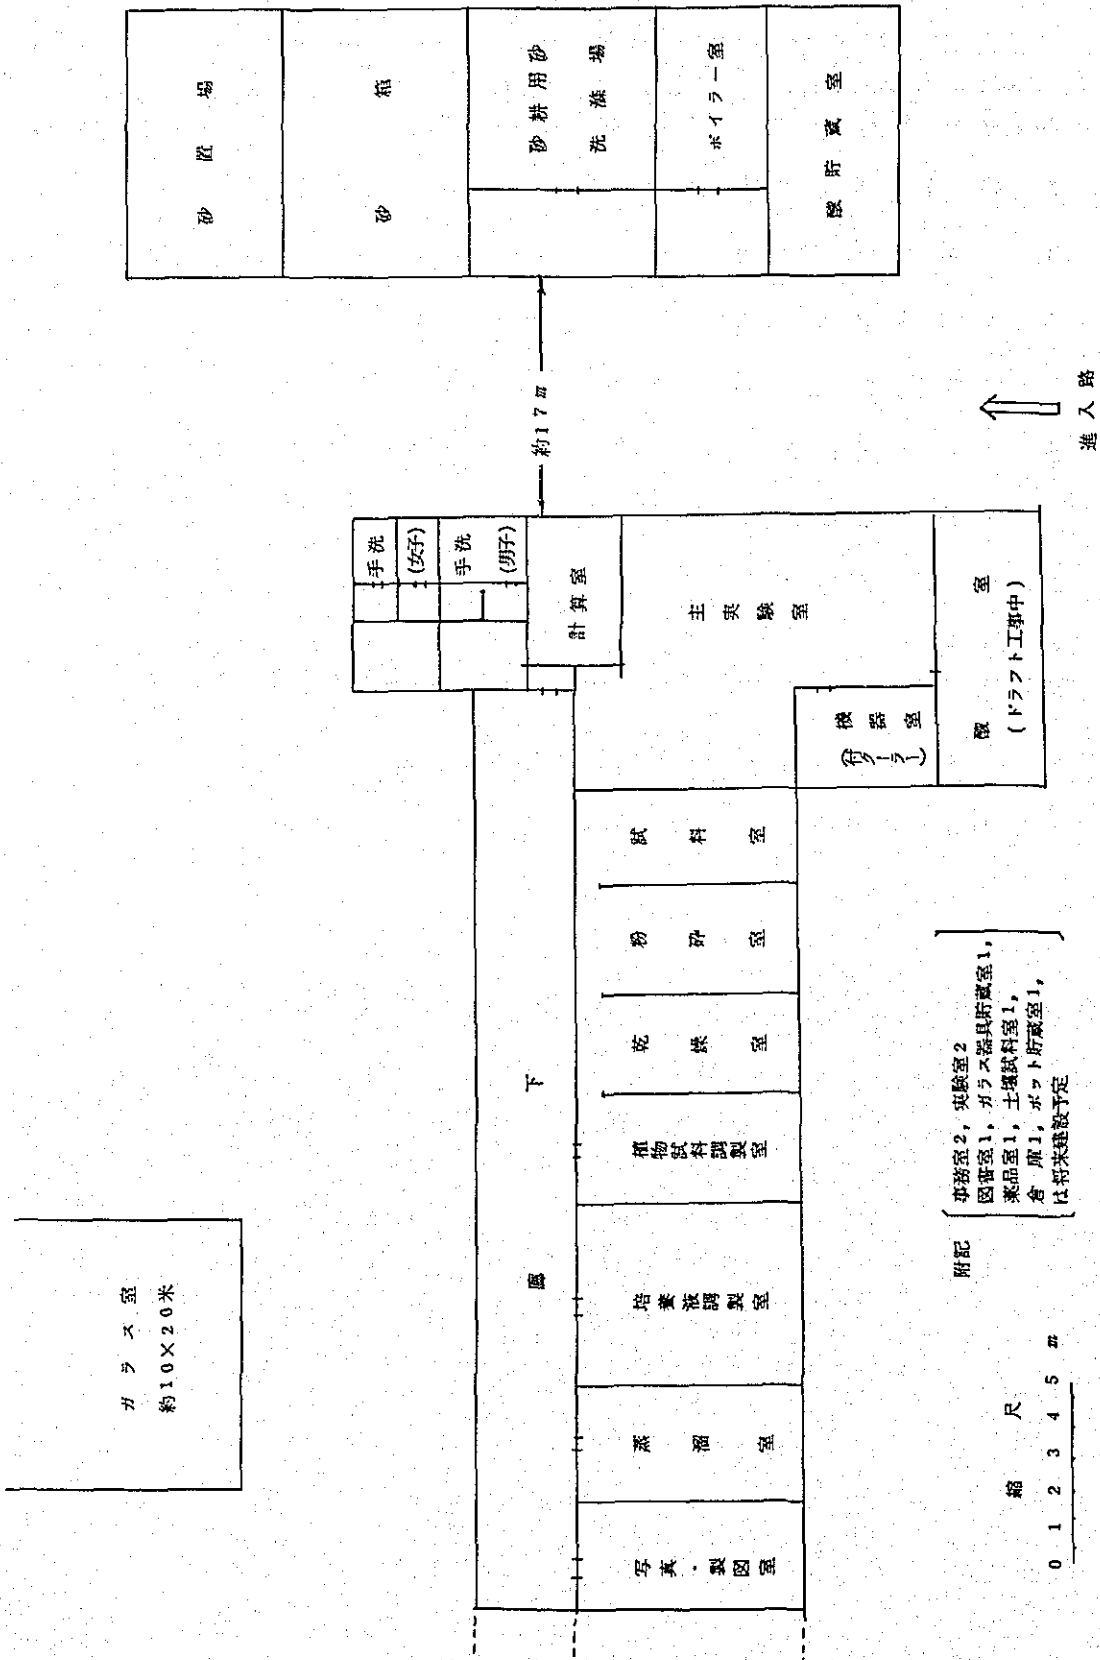 砂置場
砂箱
砂耕用砂
洗滌場
ボイラー室
酸貯蔵室
約17m
進入路
手洗
(女子)
手洗
(男子)
計算室
主実験室
機器室
(付クーラー)
酸室
(ドラフト工事中)
試料室
粉砕室
乾燥室
植物試料調製室
培養液調製室
蒸溜室
写真・製図室
廊下
ガラス室
約10×20米
附記
事務室2, 実験室2
図書室1, ガラス器具貯蔵室1,
薬品室1, 土壌試料室1,
倉庫1, ポット貯蔵室1,
は将来建設予定
縮尺
0 1 2 3 4 5 m